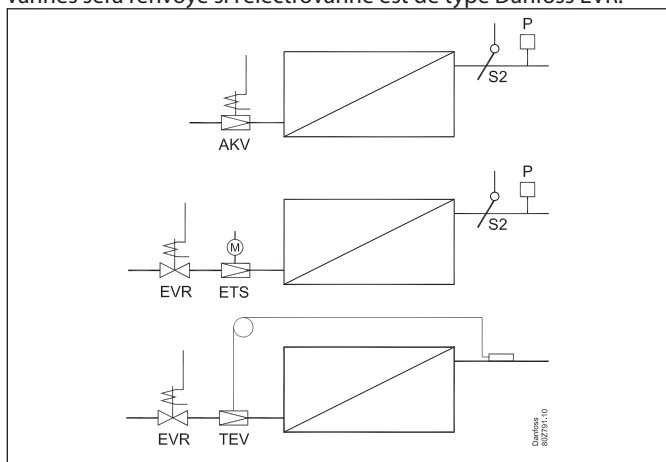 vannes sera renvoyé si l'électrovanne est de type Danfoss EVR.
P
S2
AKV
P
S2
M
EVR ETS
EVR TEV
Danfoss
80Z791.10